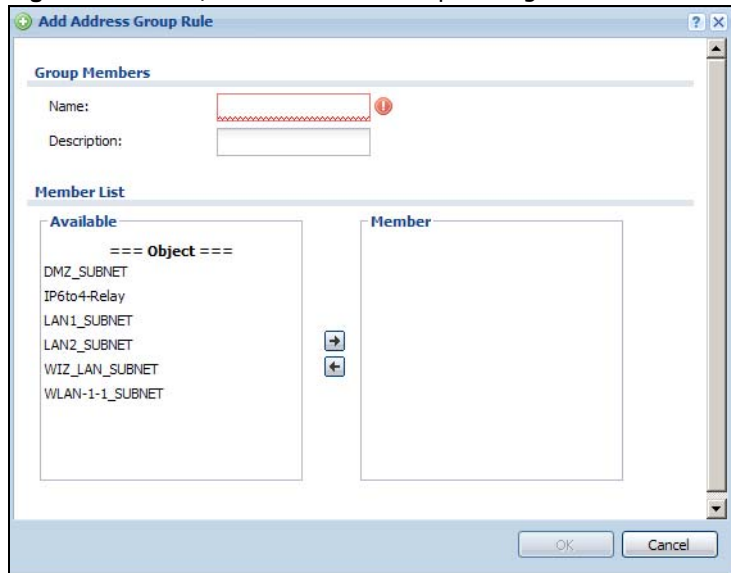 Add Address Group Rule
? X
Group Members
Name:
!
Description:
Member List
Available
Member
=== Object ===
DMZ_SUBNET
IP6to4-Relay
LAN1_SUBNET
LAN2_SUBNET
WIZ_LAN_SUBNET
WLAN-1-1_SUBNET
OK
Cancel